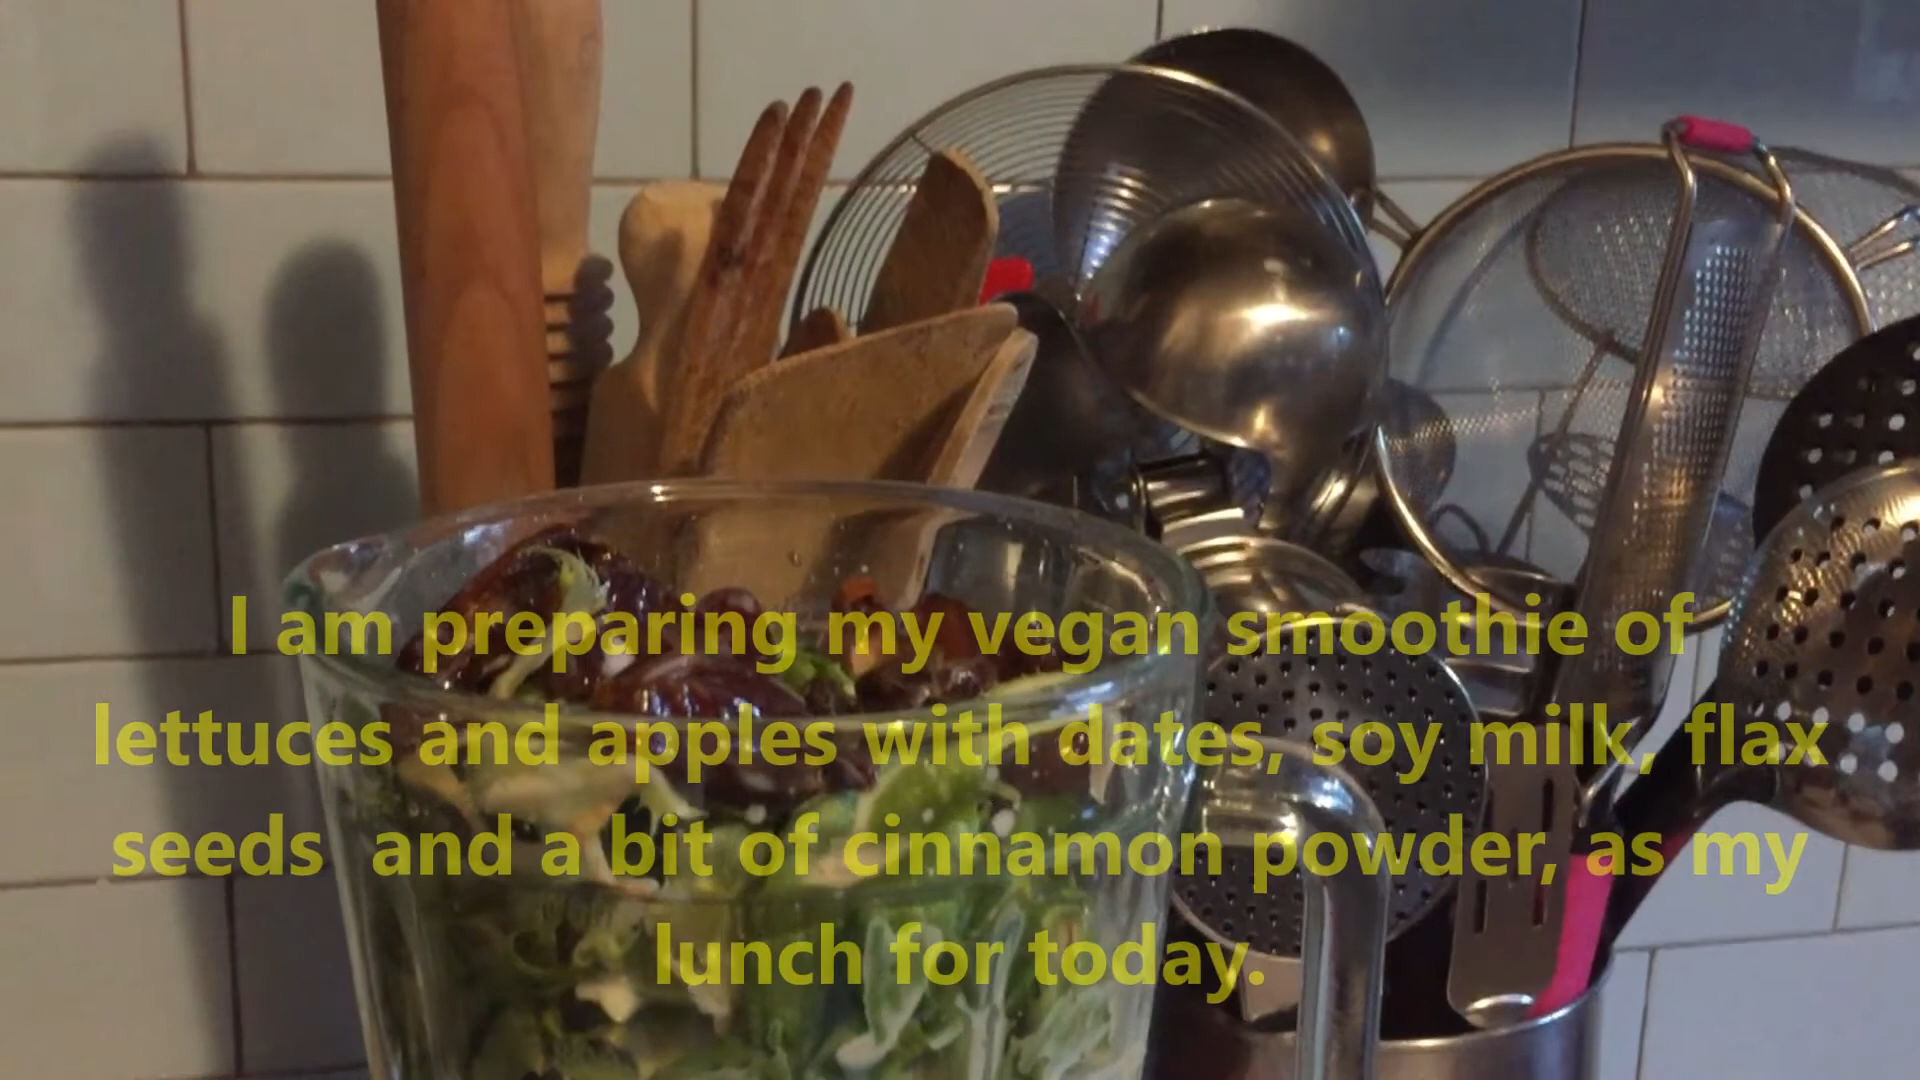 I am preparing my vegan smoothie of
lettuces and apples with dates, soy milk, flax
seeds  and a bit of cinnamon powder, as my
lunch for today.